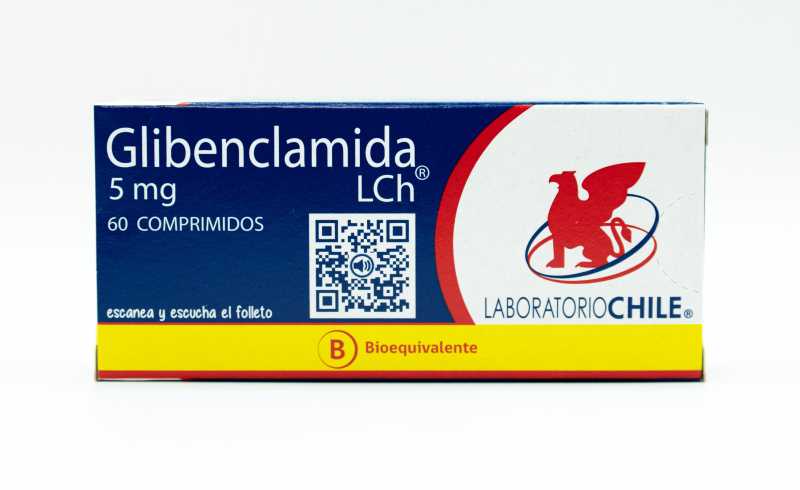 Glibenclamida
5 mg LCh®
60 COMPRIMIDOS
escanea y escucha el folleto
LABORATORIOCHILE®
B Bioequivalente